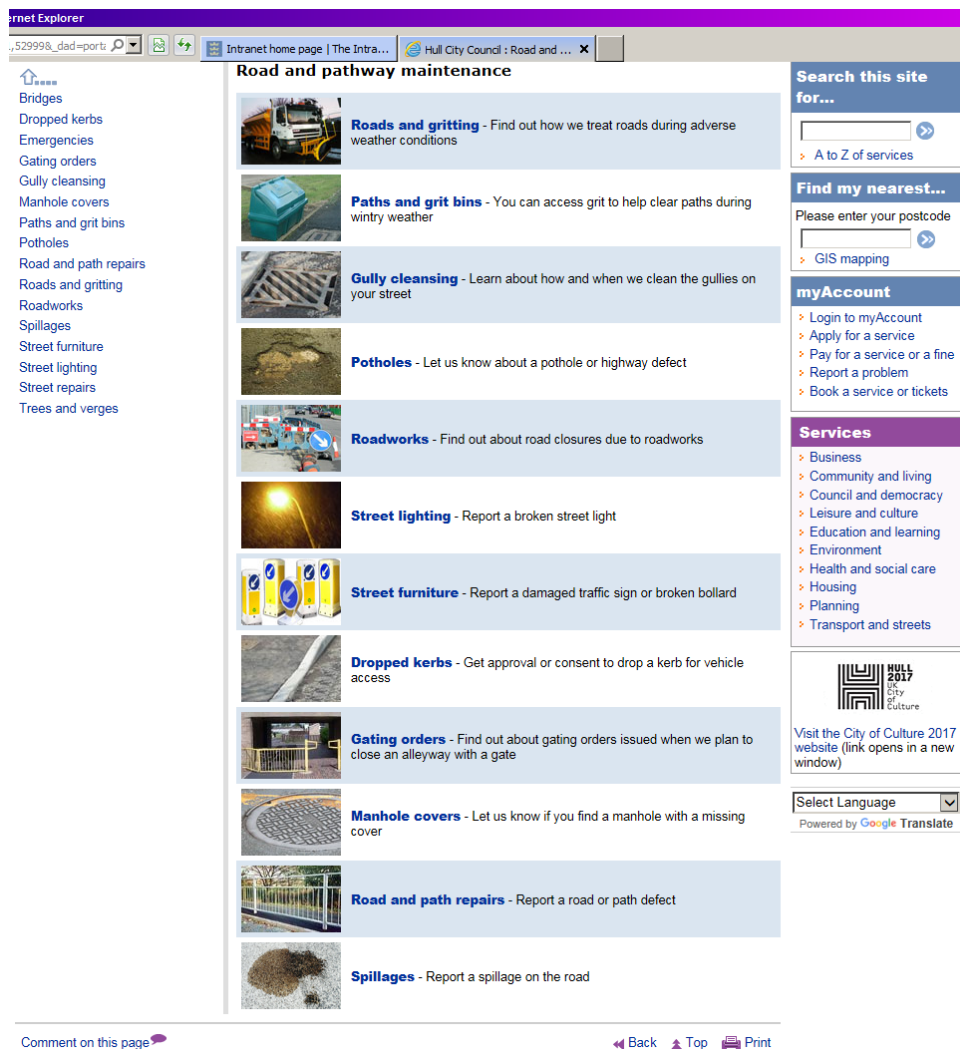 ernet Explorer
.,52999&_dad=porta
Intranet home page | The Intra...
Hull City Council : Road and ...
Bridges
Dropped kerbs
Emergencies
Gating orders
Gully cleansing
Manhole covers
Paths and grit bins
Potholes
Road and path repairs
Roads and gritting
Roadworks
Spillages
Street furniture
Street lighting
Street repairs
Trees and verges
Road and pathway maintenance
Roads and gritting - Find out how we treat roads during adverse
weather conditions
Paths and grit bins - You can access grit to help clear paths during
wintry weather
Gully cleansing - Learn about how and when we clean the gullies on
your street
Potholes - Let us know about a pothole or highway defect
Roadworks - Find out about road closures due to roadworks
Street lighting - Report a broken street light
Street furniture - Report a damaged traffic sign or broken bollard
Dropped kerbs - Get approval or consent to drop a kerb for vehicle
access
Gating orders - Find out about gating orders issued when we plan to
close an alleyway with a gate
Manhole covers - Let us know if you find a manhole with a missing
cover
Road and path repairs - Report a road or path defect
Spillages - Report a spillage on the road
Search this site
for...
A to Z of services
Find my nearest...
Please enter your postcode
GIS mapping
myAccount
Login to myAccount
Apply for a service
Pay for a service or a fine
Report a problem
Book a service or tickets
Services
Business
Community and living
Council and democracy
Leisure and culture
Education and learning
Environment
Health and social care
Housing
Planning
Transport and streets
HULL
2017
UK
City
of
Culture
Visit the City of Culture 2017
website (link opens in a new
window)
Select Language
Powered by Google Translate
Comment on this page
Back
Top
Print